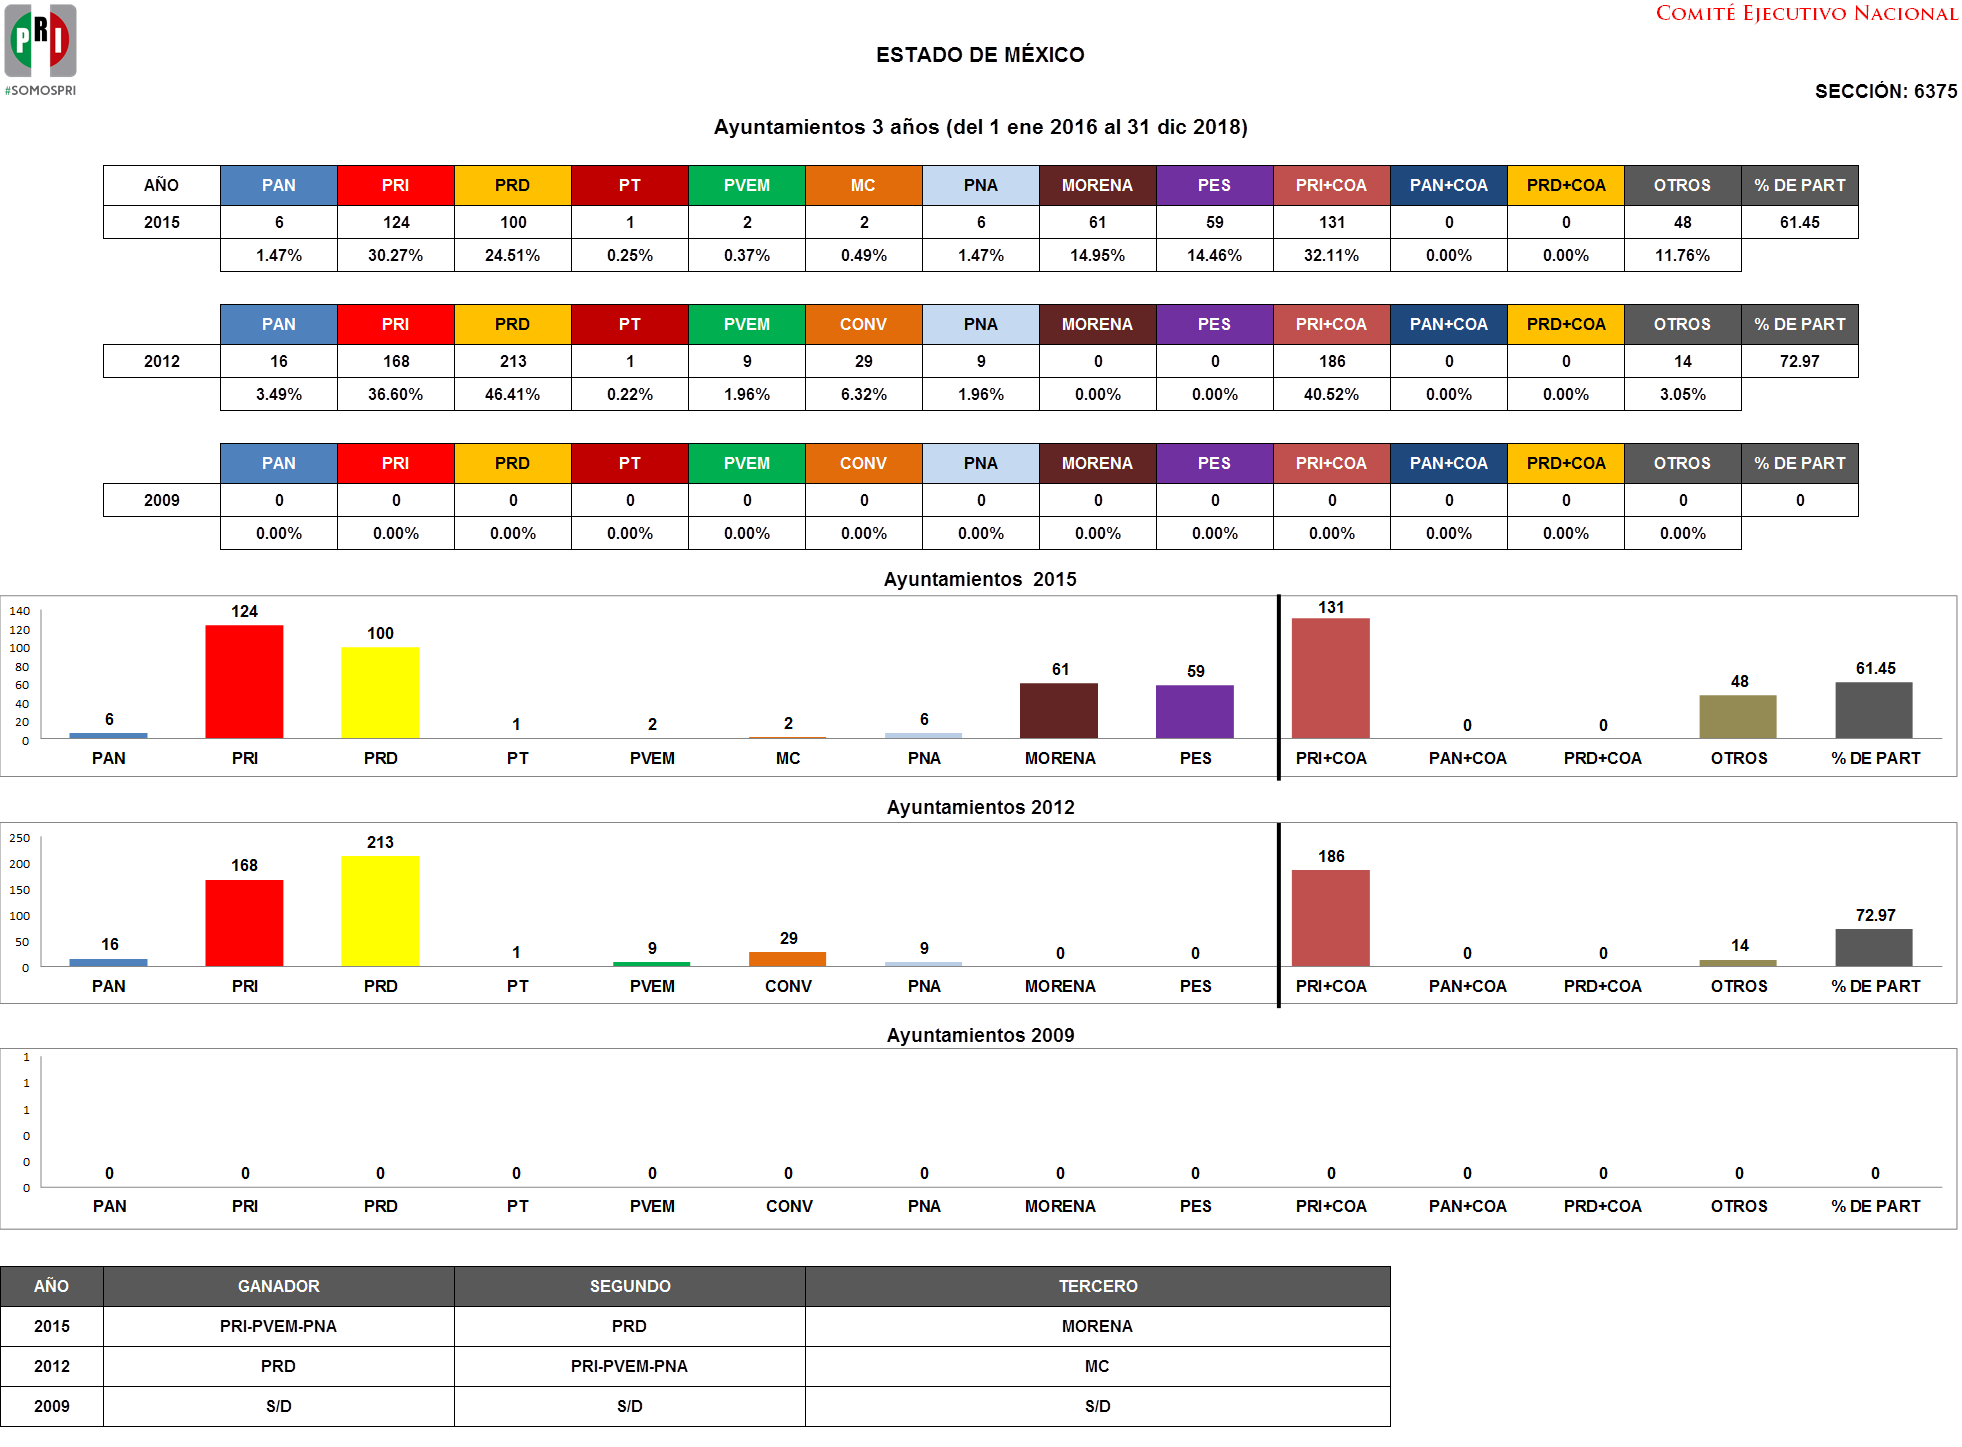 PRI
#SOMOSPRI
COMITÉ EJECUTIVO NACIONAL
ESTADO DE MÉXICO
SECCIÓN: 6375
Ayuntamientos 3 años (del 1 ene 2016 al 31 dic 2018)
AÑO PAN PRI PRD PT PVEM MC PNA MORENA PES PRI+COA PAN+COA PRD+COA OTROS % DE PART
2015 6 124 100 1 2 2 6 61 59 131 0 0 48 61.45
1.47% 30.27% 24.51% 0.25% 0.37% 0.49% 1.47% 14.95% 14.46% 32.11% 0.00% 0.00% 11.76%
PAN PRI PRD PT PVEM CONV PNA MORENA PES PRI+COA PAN+COA PRD+COA OTROS % DE PART
2012 16 168 213 1 9 29 9 0 0 186 0 0 14 72.97
3.49% 36.60% 46.41% 0.22% 1.96% 6.32% 1.96% 0.00% 0.00% 40.52% 0.00% 0.00% 3.05%
PAN PRI PRD PT PVEM CONV PNA MORENA PES PRI+COA PAN+COA PRD+COA OTROS % DE PART
2009 0 0 0 0 0 0 0 0 0 0 0 0 0 0
0.00% 0.00% 0.00% 0.00% 0.00% 0.00% 0.00% 0.00% 0.00% 0.00% 0.00% 0.00% 0.00%
Ayuntamientos 2015
140
120
100
80
60
40
20
0
6 124 100 1 2 2 6 61 59 131 0 0 48 61.45
PAN PRI PRD PT PVEM MC PNA MORENA PES PRI+COA PAN+COA PRD+COA OTROS % DE PART
Ayuntamientos 2012
250
200
150
100
50
0
16 168 213 1 9 29 9 0 0 186 0 0 14 72.97
PAN PRI PRD PT PVEM CONV PNA MORENA PES PRI+COA PAN+COA PRD+COA OTROS % DE PART
Ayuntamientos 2009
1
1
1
0
0
0
0 0 0 0 0 0 0 0 0 0 0 0 0 0
PAN PRI PRD PT PVEM CONV PNA MORENA PES PRI+COA PAN+COA PRD+COA OTROS % DE PART
AÑO GANADOR SEGUNDO TERCERO
2015 PRI-PVEM-PNA PRD MORENA
2012 PRD PRI-PVEM-PNA MC
2009 S/D S/D S/D